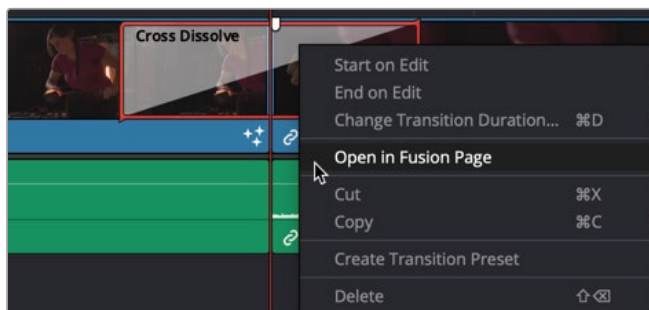 Cross Dissolve
Start on Edit
End on Edit
Change Transition Duration... ⌘D
Open in Fusion Page
Cut ⌘X
Copy ⌘C
Create Transition Preset
Delete ⇧⌫